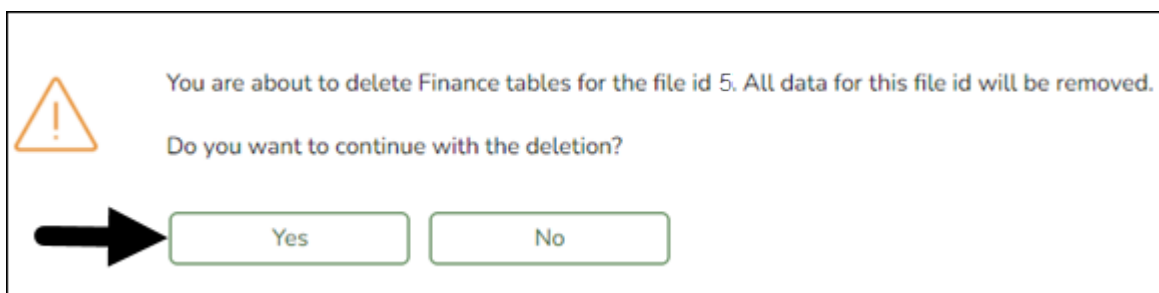 You are about to delete Finance tables for the file id 5. All data for this file id will be removed.
Do you want to continue with the deletion?
Yes No